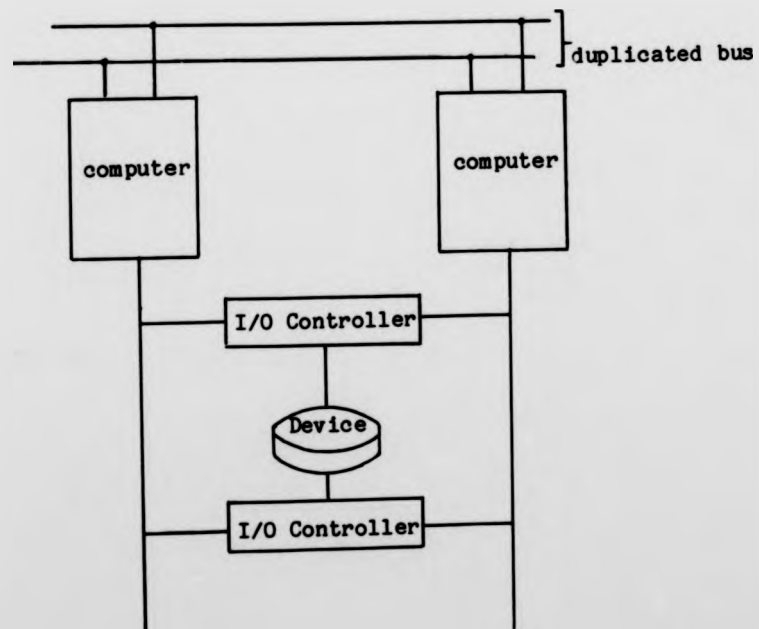 duplicated bus
computer
computer
I/O Controller
Device
I/O Controller